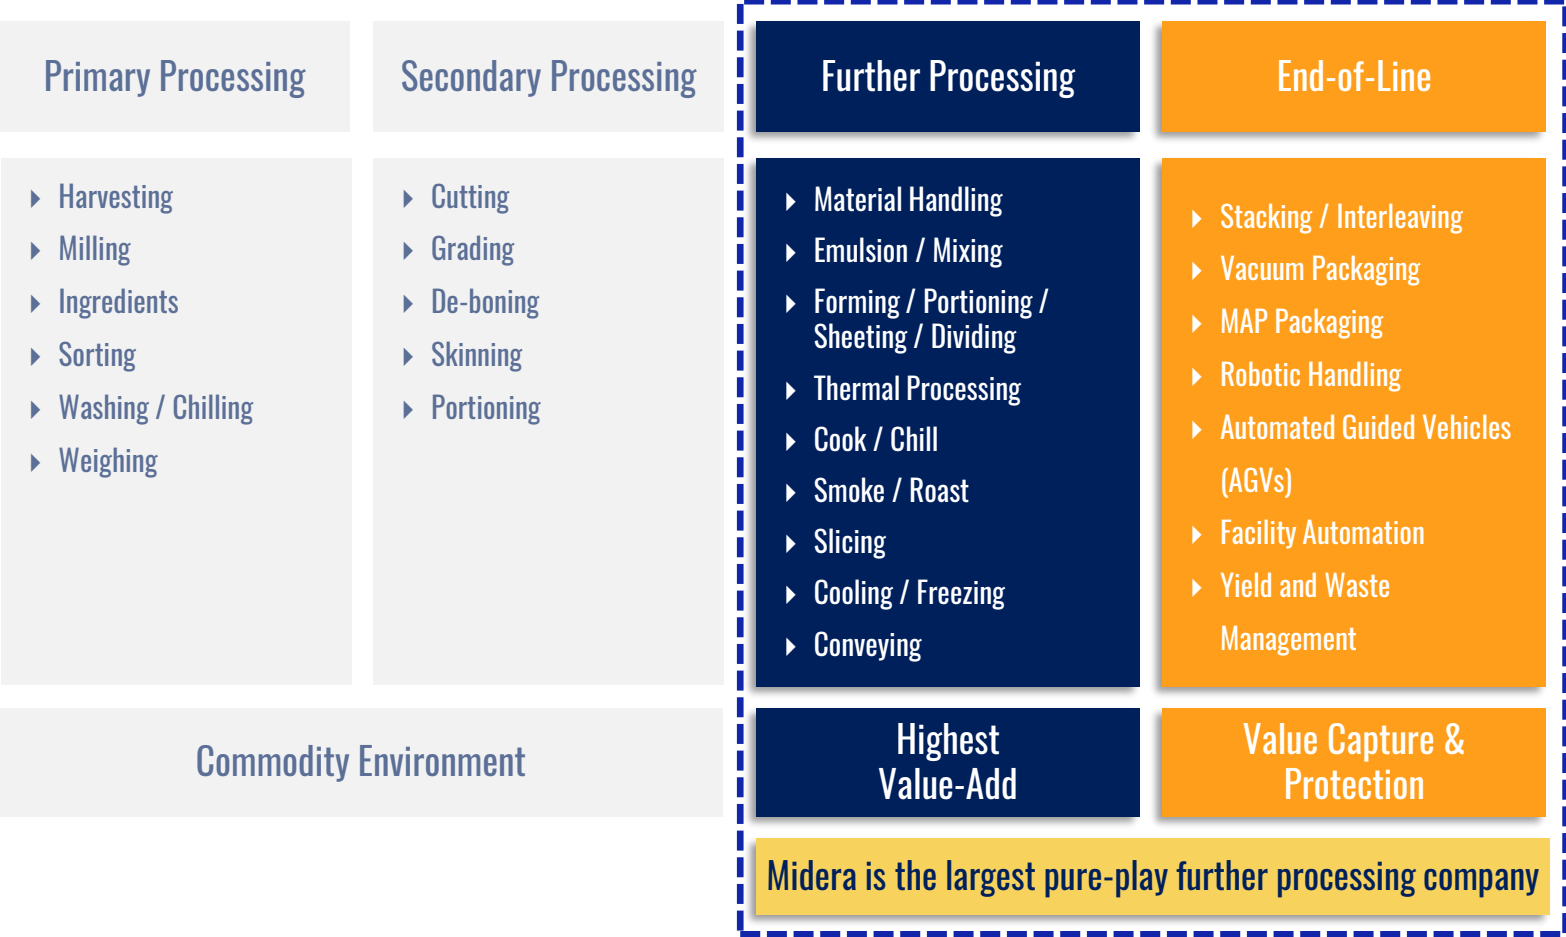 Primary Processing
Secondary Processing
Further Processing
End-of-Line
Harvesting
Milling
Ingredients
Sorting
Washing / Chilling
Weighing
Cutting
Grading
De-boning
Skinning
Portioning
Material Handling
Emulsion / Mixing
Forming / Portioning /
Sheeting / Dividing
Thermal Processing
Cook / Chill
Smoke / Roast
Slicing
Cooling / Freezing
Conveying
Stacking / Interleaving
Vacuum Packaging
MAP Packaging
Robotic Handling
Automated Guided Vehicles
(AGVs)
Facility Automation
Yield and Waste
Management
Commodity Environment
Highest
Value-Add
Value Capture &
Protection
Midera is the largest pure-play further processing company